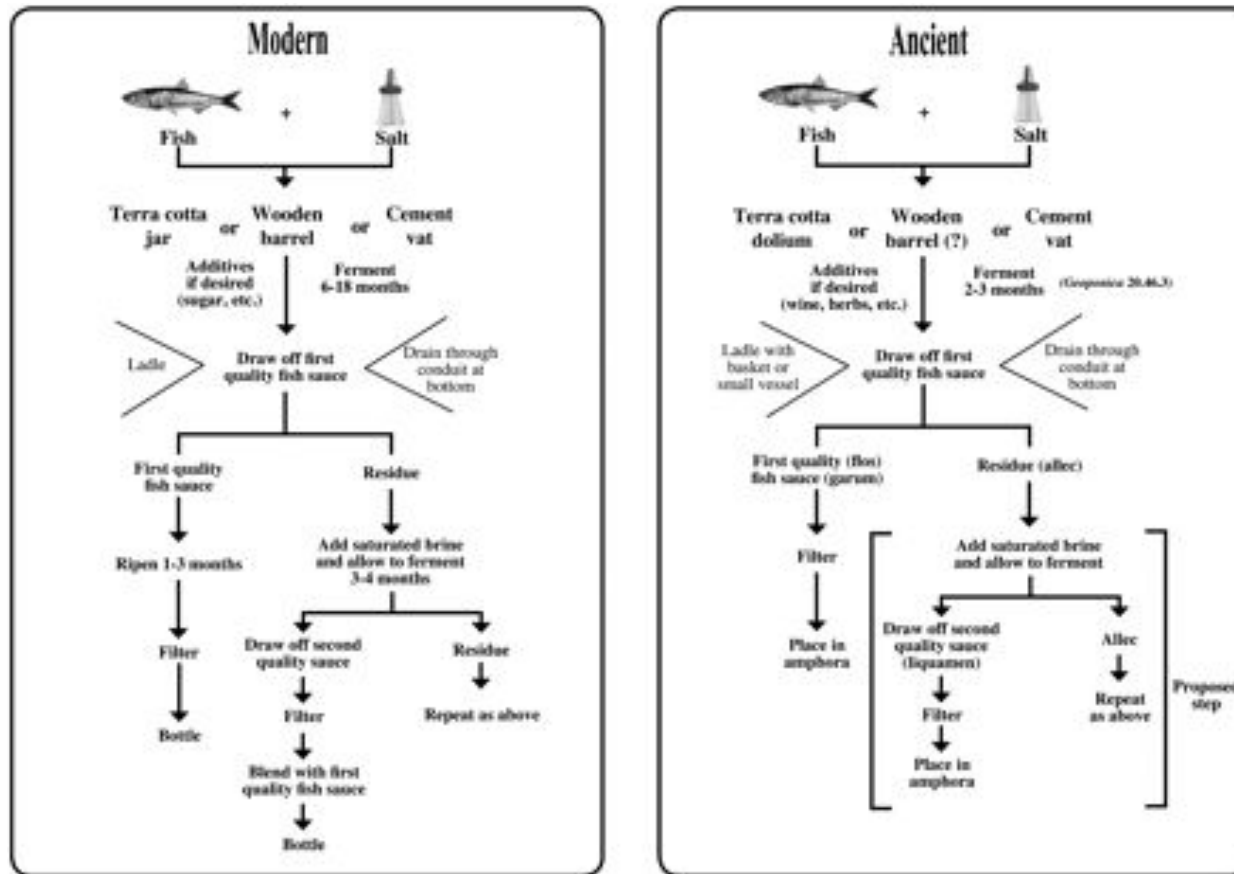 Modern
Fish
+
Salt
Terra cotta
jar
or
Wooden
barrel
or
Cement
vat
Additives
if desired
(sugar, etc.)
Ferment
6-18 months
Ladle
Draw off first
quality fish sauce
Drain through
conduit at
bottom
First quality
fish sauce
Residue
Ripen 1-3 months
Add saturated brine
and allow to ferment
3-4 months
Filter
Draw off second
quality sauce
Residue
Bottle
Filter
Repeat as above
Blend with first
quality fish sauce
Bottle
Ancient
Fish
+
Salt
Terra cotta
dolium
or
Wooden
barrel (?)
or
Cement
vat
Additives
if desired
(wine, herbs, etc.)
Ferment
2-3 months
(Geoponica 20.46.3)
Ladle with
basket or
small vessel
Draw off first
quality fish sauce
Drain through
conduit at
bottom
First quality (flos)
fish sauce (garum)
Residue (allec)
Filter
Add saturated brine
and allow to ferment
Place in
amphora
Draw off second
quality sauce
(liquamen)
Allec
Filter
Repeat
as above
Place in
amphora
Proposed
step